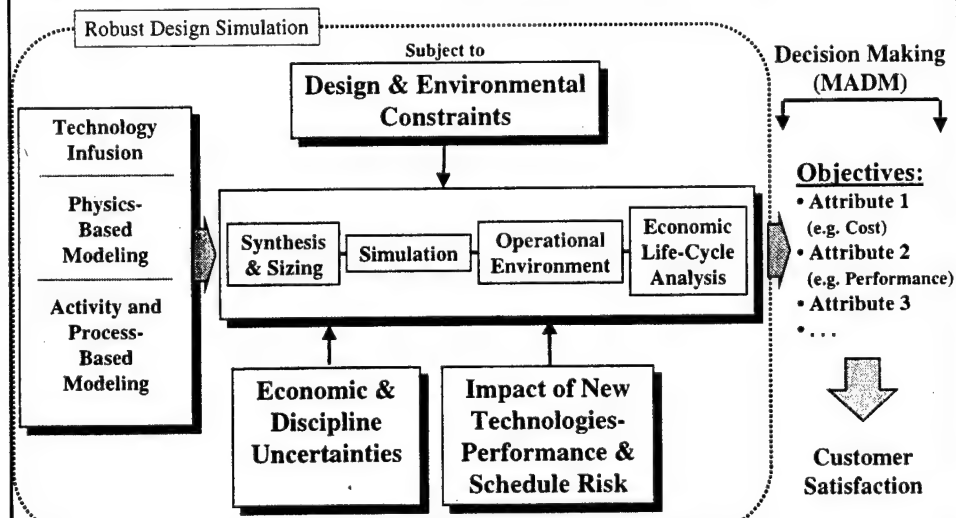 Robust Design Simulation
Subject to
Design & Environmental
Constraints
Technology
Infusion
Physics-
Based
Modeling
Activity and
Process-
Based
Modeling
Synthesis
& Sizing
Simulation
Operational
Environment
Economic
Life-Cycle
Analysis
Economic &
Discipline
Uncertainties
Impact of New
Technologies-
Performance &
Schedule Risk
Decision Making
(MADM)
Objectives:
• Attribute 1
(e.g. Cost)
• Attribute 2
(e.g. Performance)
• Attribute 3
• . . .
Customer
Satisfaction